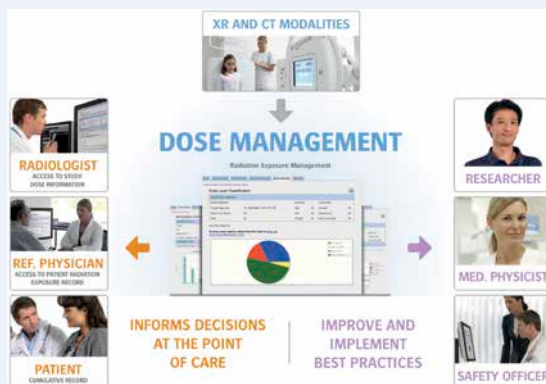 XR AND CT MODALITIES
DOSE MANAGEMENT
Radiation Exposure Management
RADIOLOGIST
ACCESS TO STUDY
DOSE INFORMATION
REF. PHYSICIAN
ACCESS TO PATIENT RADIATION
EXPOSURE RECORD
PATIENT
CUMULATIVE RECORD
INFORMS DECISIONS
AT THE POINT
OF CARE
IMPROVE AND
IMPLEMENT
BEST PRACTICES
RESEARCHER
MED. PHYSICIST
SAFETY OFFICER